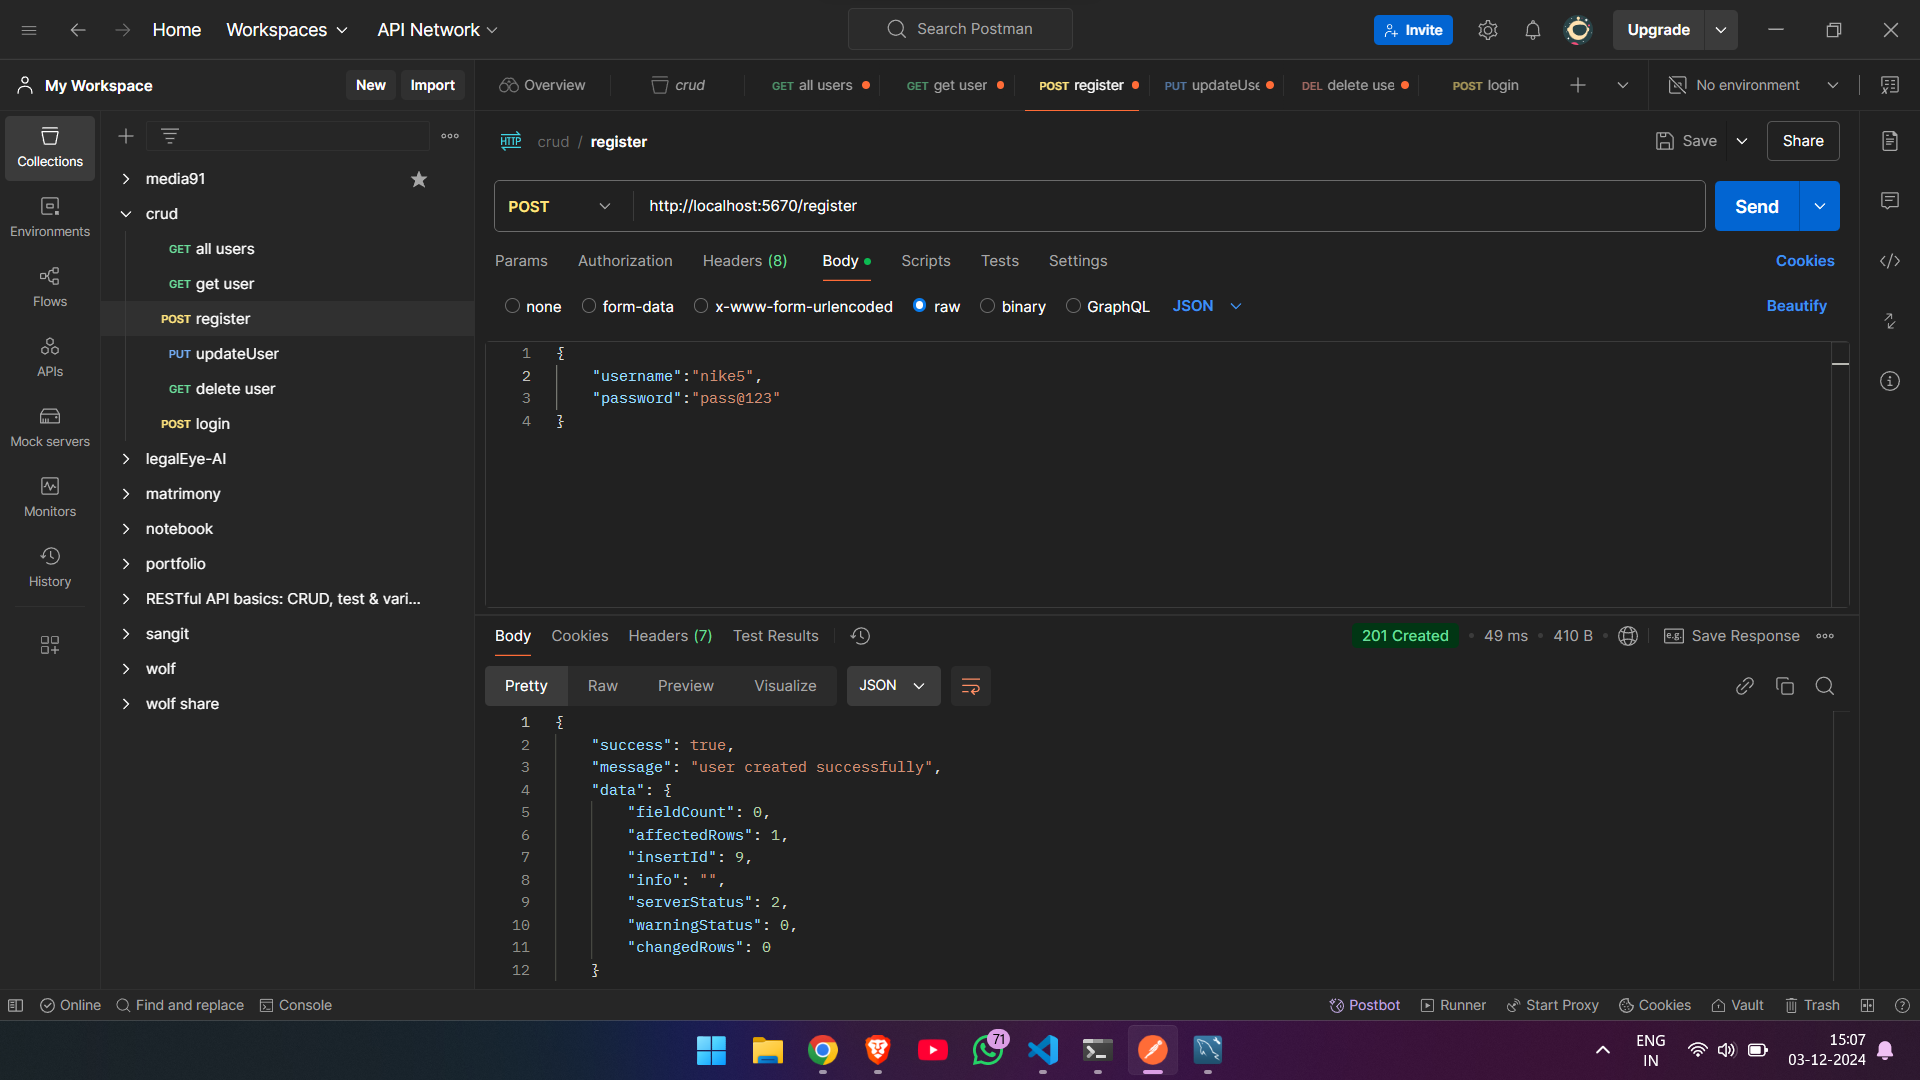 Home
Workspaces
API Network
Search Postman
Invite
Upgrade
My Workspace
New
Import
Overview
crud
GET all users
GET get user
POST register
PUT updateUse
DEL delete use
POST login
No environment
HTTP crud / register
Save
Share
Collections
Environments
Flows
APIs
Mock servers
Monitors
History
media91
crud
GET all users
GET get user
POST register
PUT updateUser
GET delete user
POST login
legalEye-AI
matrimony
notebook
portfolio
RESTful API basics: CRUD, test & vari...
sangit
wolf
wolf share
POST
http://localhost:5670/register
Send
Params
Authorization
Headers (8)
Body
Scripts
Tests
Settings
Cookies
none
form-data
x-www-form-urlencoded
raw
binary
GraphQL
JSON
Beautify
1 {
2 "username":"nike5",
3 "password":"pass@123"
4 }
Body
Cookies
Headers (7)
Test Results
201 Created
49 ms
410 B
e.g. Save Response
Pretty
Raw
Preview
Visualize
JSON
1 {
2 "success": true,
3 "message": "user created successfully",
4 "data": {
5 "fieldCount": 0,
6 "affectedRows": 1,
7 "insertId": 9,
8 "info": "",
9 "serverStatus": 2,
10 "warningStatus": 0,
11 "changedRows": 0
12 }
Online
Find and replace
Console
Postbot
Runner
Start Proxy
Cookies
Vault
Trash
71
ENG
IN
15:07
03-12-2024